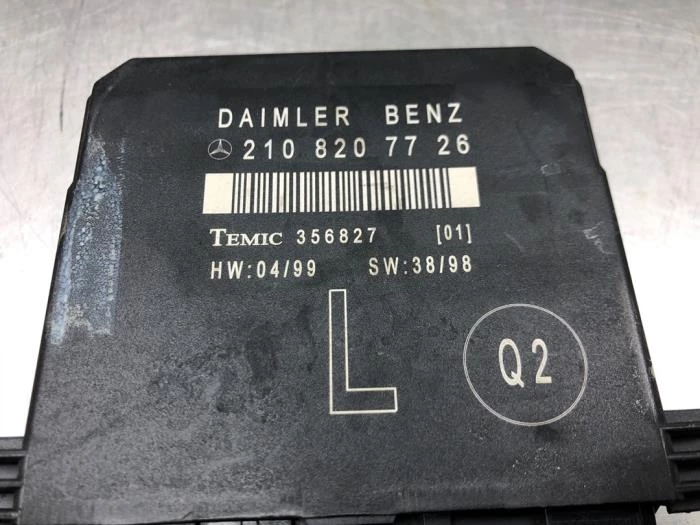 DAIMLER BENZ
210 820 77 26
TEMIC 356827 [01]
HW:04/99 SW:38/98
L
Q2